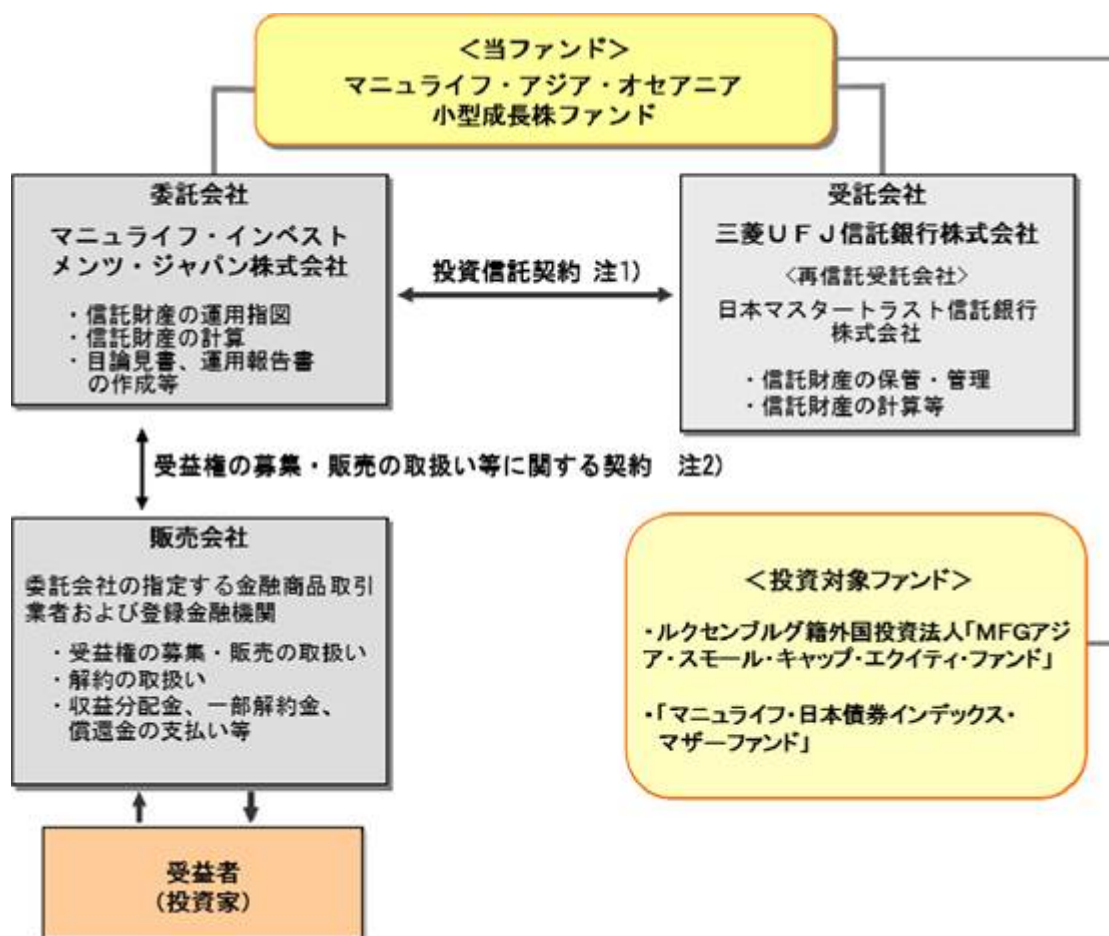 ＜当ファンド＞
マニュライフ・アジア・オセアニア
小型成長株ファンド
委託会社
マニュライフ・インベスト
メンツ・ジャパン株式会社
・信託財産の運用指図
・信託財産の計算
・目論見書、運用報告書
の作成等
投資信託契約 注1)
受託会社
三菱ＵＦＪ信託銀行株式会社
〈再信託受託会社〉
日本マスタートラスト信託銀行
株式会社
・信託財産の保管・管理
・信託財産の計算等
受益権の募集・販売の取扱い等に関する契約 注2)
販売会社
委託会社の指定する金融商品取引
業者および登録金融機関
・受益権の募集・販売の取扱い
・解約の取扱い
・収益分配金、一部解約金、
償還金の支払い等
＜投資対象ファンド＞
・ルクセンブルグ籍外国投資法人「MFGアジ
ア・スモール・キャップ・エクイティ・ファンド」
・「マニュライフ・日本債券インデックス・
マザーファンド」
受益者
(投資家)